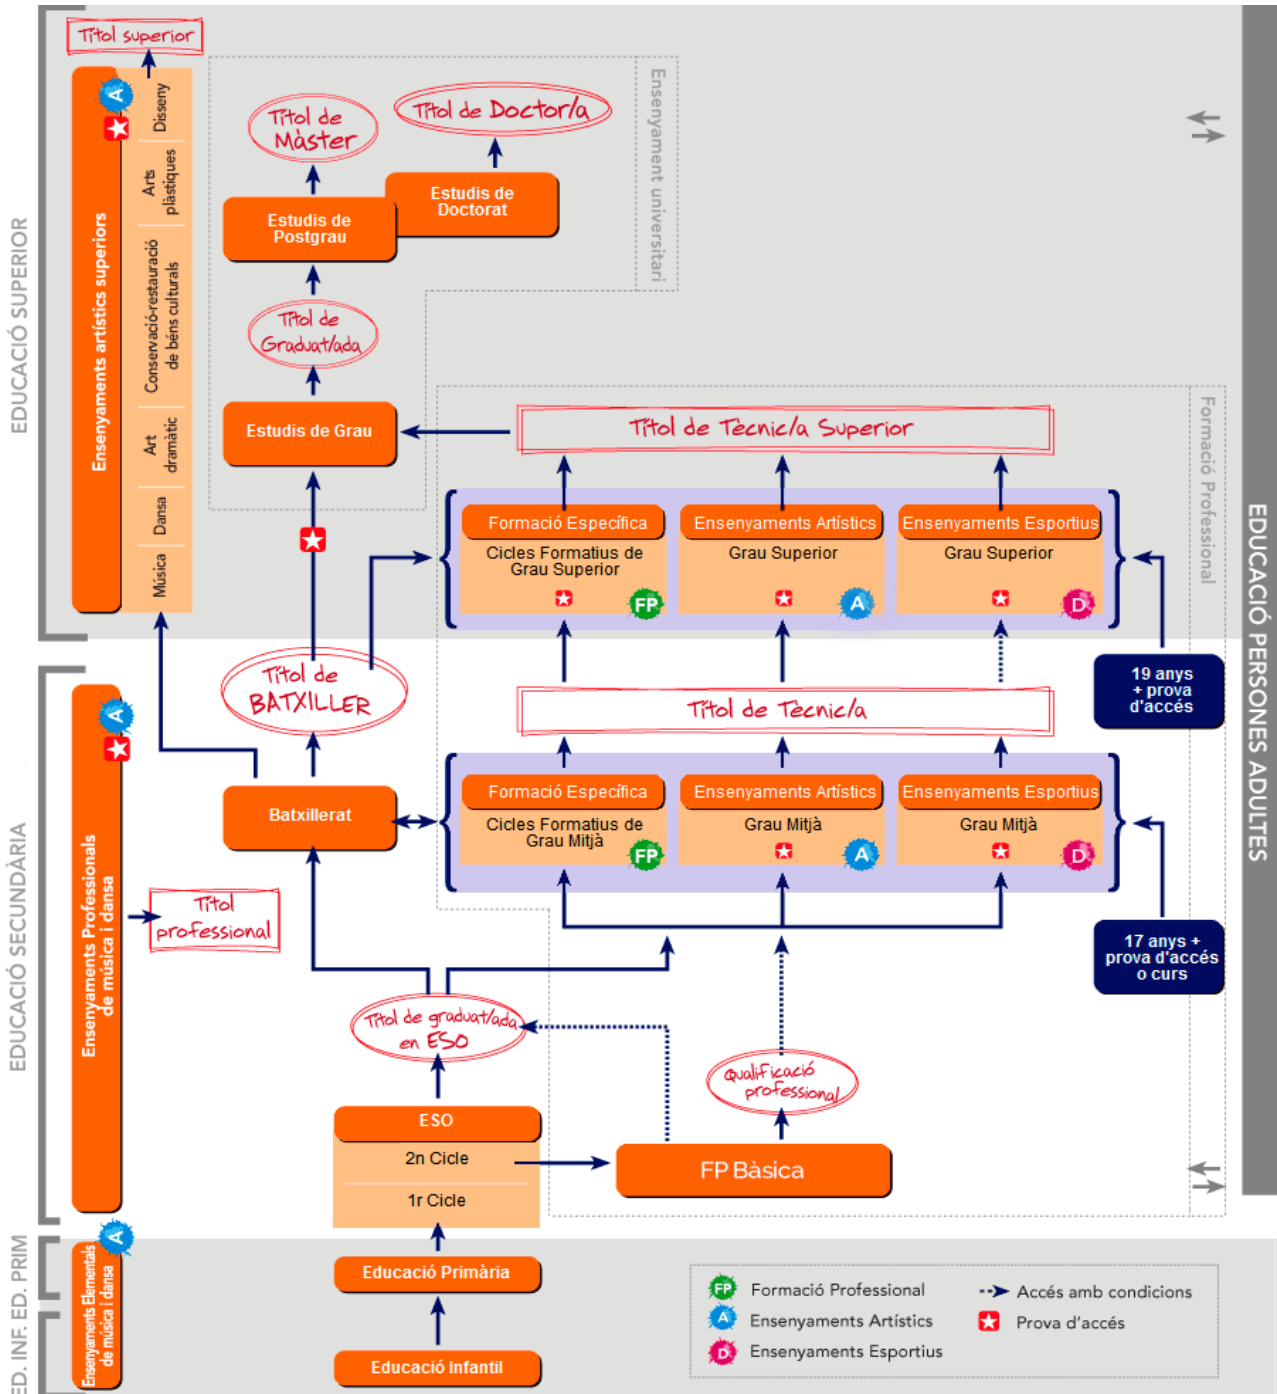 EDUCACIÓ SUPERIOR
Títol superior
Ensenyaments artístics superiors
A
Disseny
Arts
plàstiques
Conservació-restauració
de béns culturals
Art
dramàtic
Dansa
Música
Ensenyament universitari
Títol de
Màster
Títol de Doctor/a
Estudis de
Doctorat
Estudis de
Postgrau
Títol de
Graduat/ada
Estudis de Grau
Formació Professional
Títol de Tècnic/a Superior
Formació Específica
Cicles Formatius de
Grau Superior
FP
Ensenyaments Artístics
Grau Superior
A
Ensenyaments Esportius
Grau Superior
D
19 anys
+ prova
d'accés
EDUCACIÓ PERSONES ADULTES
EDUCACIÓ SECUNDÀRIA
Ensenyaments Professionals
de música i dansa
A
Títol
professional
Títol de
BATXILLER
Batxillerat
Títol de Tècnic/a
Formació Específica
Cicles Formatius de
Grau Mitjà
FP
Ensenyaments Artístics
Grau Mitjà
A
Ensenyaments Esportius
Grau Mitjà
D
17 anys +
prova d'accés
o curs
Títol de graduat/ada
en ESO
Qualificació
professional
ESO
2n Cicle
1r Cicle
FP Bàsica
ED. PRIM
ED. INF.
Ensenyaments Elementals
de música i dansa
A
Educació Primària
Educació Infantil
FP Formació Professional
A Ensenyaments Artístics
D Ensenyaments Esportius
Accés amb condicions
Prova d'accés